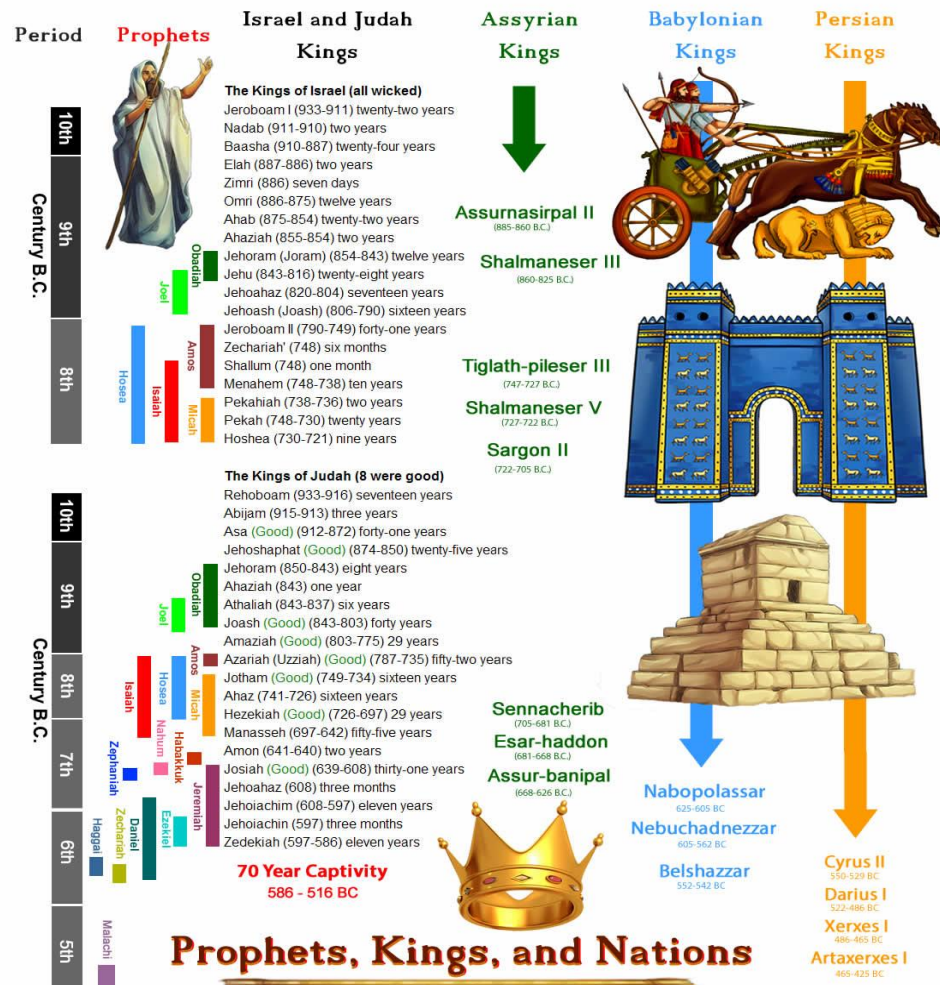 Period
Prophets
Israel and Judah
Kings
Assyrian
Kings
Babylonian
Kings
Persian
Kings
The Kings of Israel (all wicked)
Jeroboam I (933-911) twenty-two years
Nadab (911-910) two years
Baasha (910-887) twenty-four years
Elah (887-886) two years
Zimri (886) seven days
Omri (886-875) twelve years
Ahab (875-854) twenty-two years
Ahaziah (855-854) two years
Jehoram (Joram) (854-843) twelve years
Jehu (843-816) twenty-eight years
Jehoahaz (820-804) seventeen years
Jehoash (Joash) (806-790) sixteen years
Jeroboam II (790-749) forty-one years
Zechariah' (748) six months
Shallum (748) one month
Menahem (748-738) ten years
Pekahiah (738-736) two years
Pekah (748-730) twenty years
Hoshea (730-721) nine years
10th
9th
8th
Century B.C.
Obadiah
Joel
Hosea
Isaiah
Amos
Micah
Assurnasirpal II
(885-860 B.C.)
Shalmaneser III
(860-825 B.C.)
Tiglath-pileser III
(747-727 B.C.)
Shalmaneser V
(727-722 B.C.)
Sargon II
(722-705 B.C.)
The Kings of Judah (8 were good)
Rehoboam (933-916) seventeen years
Abijam (915-913) three years
Asa (Good) (912-872) forty-one years
Jehoshaphat (Good) (874-850) twenty-five years
Jehoram (850-843) eight years
Ahaziah (843) one year
Athaliah (843-837) six years
Joash (Good) (843-803) forty years
Amaziah (Good) (803-775) 29 years
Azariah (Uzziah) (Good) (787-735) fifty-two years
Jotham (Good) (749-734) sixteen years
Ahaz (741-726) sixteen years
Hezekiah (Good) (726-697) 29 years
Manasseh (697-642) fifty-five years
Amon (641-640) two years
Josiah (Good) (639-608) thirty-one years
Jehoahaz (608) three months
Jehoiachim (608-597) eleven years
Jehoiachin (597) three months
Zedekiah (597-586) eleven years
70 Year Captivity
586 - 516 BC
10th
9th
8th
7th
6th
5th
Century B.C.
Obadiah
Joel
Amos
Isaiah
Hosea
Micah
Nahum
Habakkuk
Zephaniah
Jeremiah
Haggai
Zechariah
Daniel
Ezekiel
Malachi
Sennacherib
(705-681 B.C.)
Esar-haddon
(681-668 B.C.)
Assur-banipal
(668-626 B.C.)
Nabopolassar
625-605 BC
Nebuchadnezzar
605-562 BC
Belshazzar
552-542 BC
Cyrus II
550-529 BC
Darius I
522-486 BC
Xerxes I
486-465 BC
Artaxerxes I
465-425 BC
Prophets, Kings, and Nations